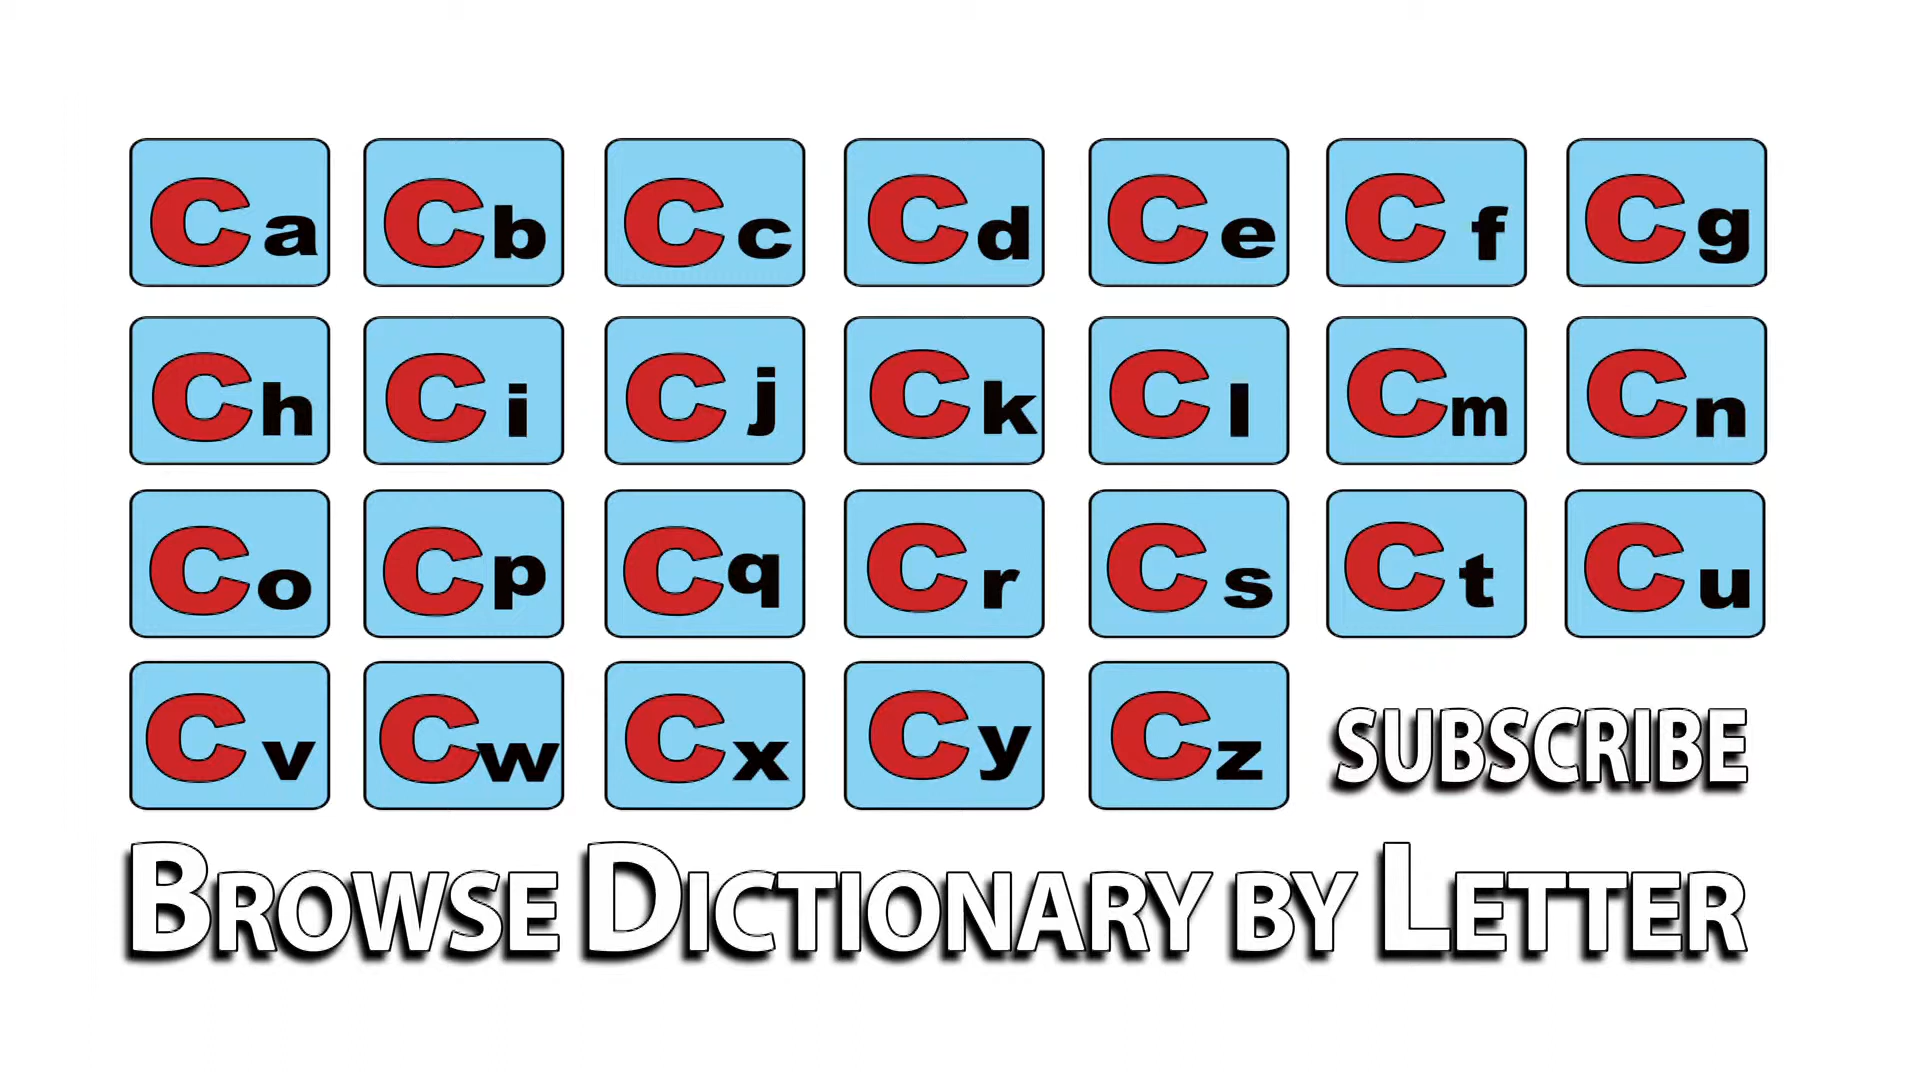 Ca Cb Cc Cd Ce Cf Cg
Ch Ci Cj Ck Cl Cm Cn
Co Cp Cq Cr Cs Ct Cu
Cv Cw Cx Cy Cz SUBSCRIBE
BROWSE DICTIONARY BY LETTER